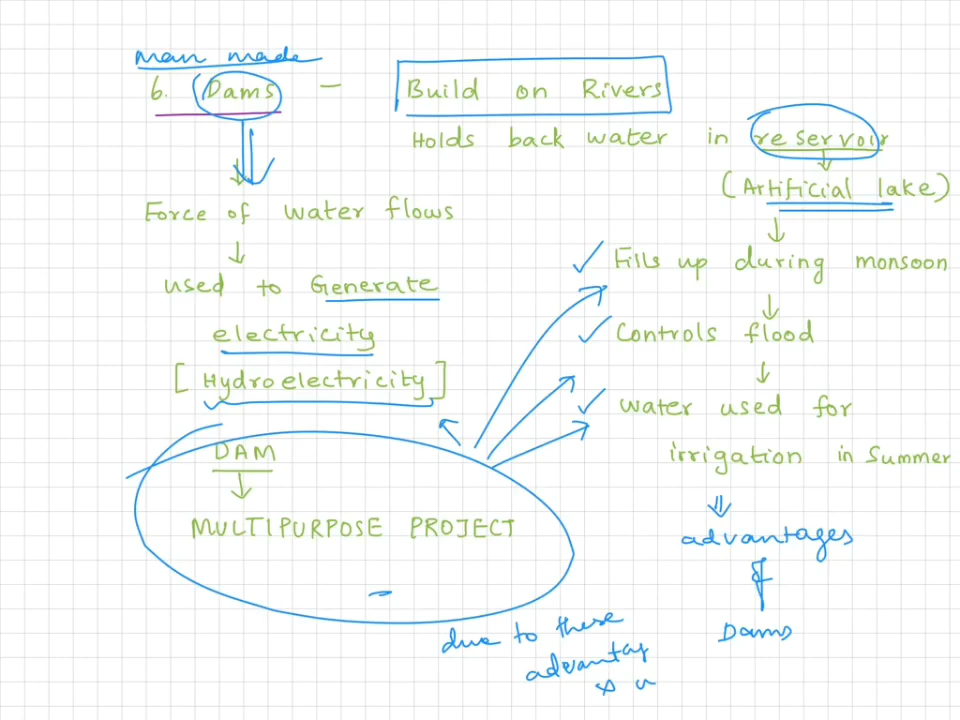 Man made
6. Dams - Build on Rivers
Holds back water in reservoir
(Artificial lake)
Force of water flows
Fills up during monsoon
used to Generate
electricity
Controls flood
[Hydroelectricity]
water used for
irrigation in Summer
DAM
MULTIPURPOSE PROJECT
advantages
of
Dams
due to these